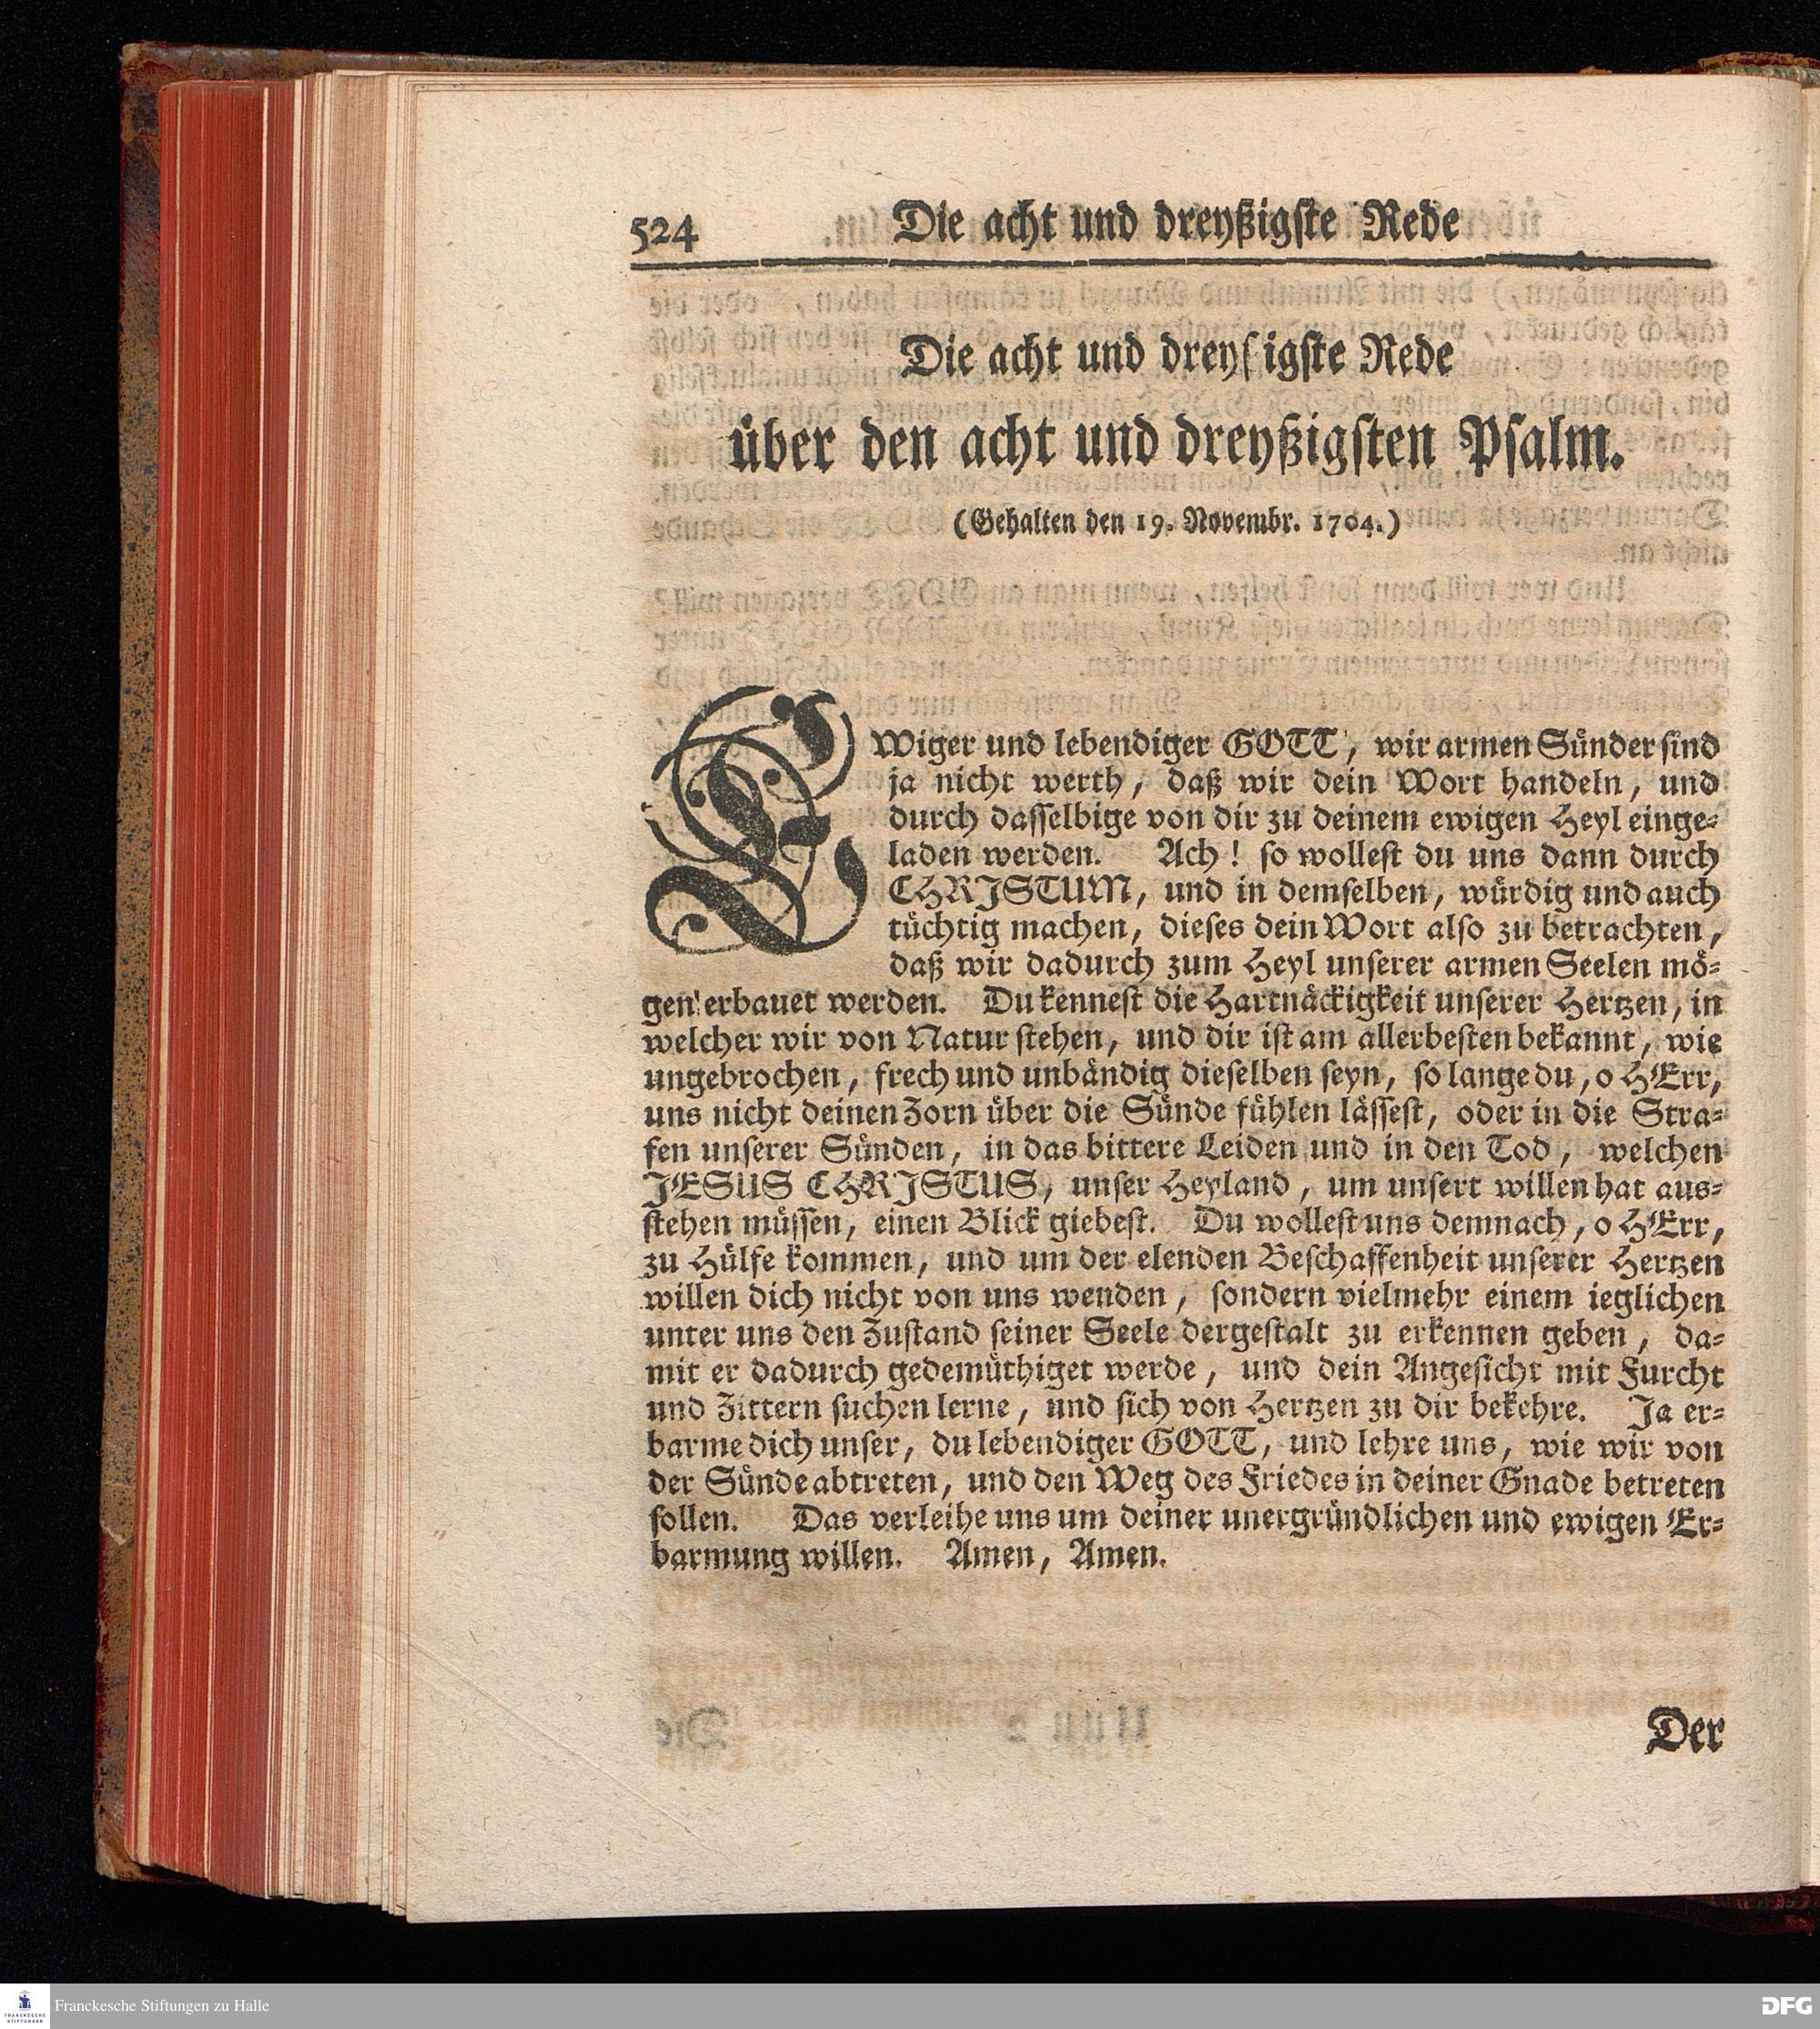 524 Die acht und dreyßigste Rede
Die acht und dreysigste Rede
über den acht und dreyßigsten Psalm.
(Gehalten den 19. Novembr. 1704.)
EWiger und lebendiger GOTT, wir armen Sünder sind
ja nicht werth, daß wir dein Wort handeln, und
durch dasselbige von dir zu deinem ewigen Heyl einge-
laden werden. Ach! so wollest du uns dann durch
CHRISTUM, und in demselben, würdig und auch
tüchtig machen, dieses dein Wort also zu betrachten,
daß wir dadurch zum Heyl unserer armen Seelen mö-
gen erbauet werden. Du kennest die Hartnäckigkeit unserer Hertzen, in
welcher wir von Natur stehen, und dir ist am allerbesten bekannt, wie
ungebrochen, frech und unbändig dieselben seyn, so lange du, o HErr,
uns nicht deinen Zorn über die Sünde fühlen lässest, oder in die Stra-
fen unserer Sünden, in das bittere Leiden und in den Tod, welchen
JESUS CHRISTUS, unser Heyland, um unsert willen hat aus-
stehen müssen, einen Blick giebest. Du wollest uns demnach, o HErr,
zu Hülfe kommen, und um der elenden Beschaffenheit unserer Hertzen
willen dich nicht von uns wenden, sondern vielmehr einem ieglichen
unter uns den Zustand seiner Seele dergestalt zu erkennen geben, da-
mit er dadurch gedemüthiget werde, und dein Angesicht mit Furcht
und Zittern suchen lerne, und sich von Hertzen zu dir bekehre. Ja er-
barme dich unser, du lebendiger GOTT, und lehre uns, wie wir von
der Sünde abtreten, und den Weg des Friedes in deiner Gnade betreten
sollen. Das verleihe uns um deiner unergründlichen und ewigen Er-
barmung willen. Amen, Amen.
Der
FRANCKESCHE
STIFTUNGEN
Franckesche Stiftungen zu Halle
DFG